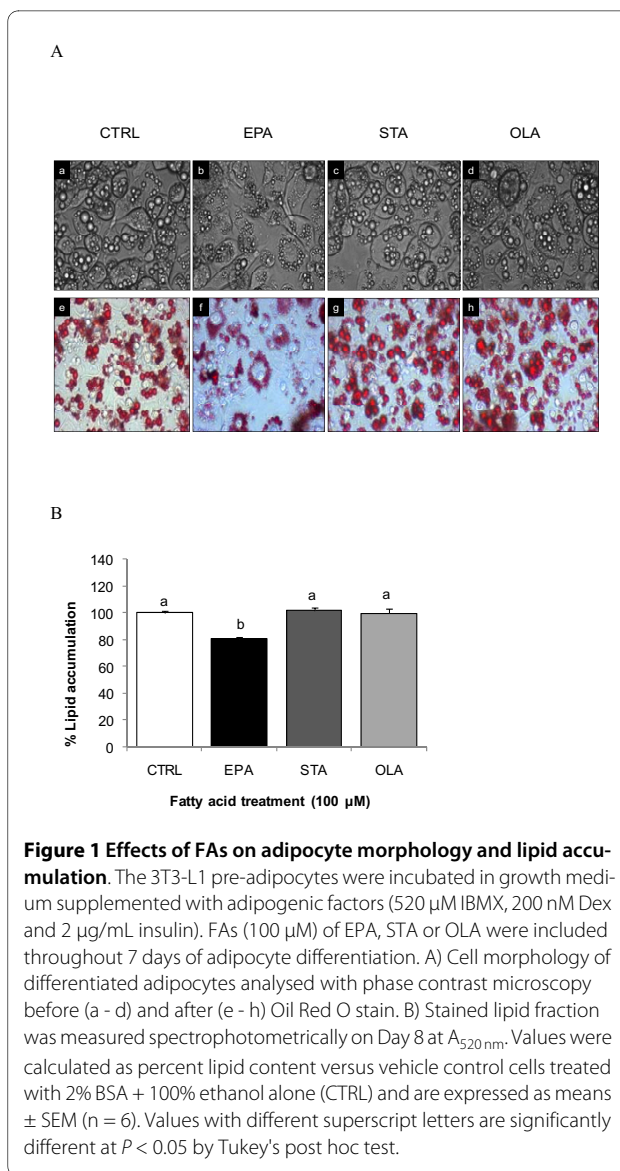 A
CTRL EPA STA OLA
a b c d
e f g h
B
140
120
100
80
60
40
20
0
% Lipid accumulation
a b a a
CTRL EPA STA OLA
Fatty acid treatment (100 µM)
Figure 1 Effects of FAs on adipocyte morphology and lipid accu-
mulation. The 3T3-L1 pre-adipocytes were incubated in growth medi-
um supplemented with adipogenic factors (520 µM IBMX, 200 nM Dex
and 2 µg/mL insulin). FAs (100 µM) of EPA, STA or OLA were included
throughout 7 days of adipocyte differentiation. A) Cell morphology of
differentiated adipocytes analysed with phase contrast microscopy
before (a - d) and after (e - h) Oil Red O stain. B) Stained lipid fraction
was measured spectrophotometrically on Day 8 at A520 nm. Values were
calculated as percent lipid content versus vehicle control cells treated
with 2% BSA + 100% ethanol alone (CTRL) and are expressed as means
± SEM (n = 6). Values with different superscript letters are significantly
different at P < 0.05 by Tukey's post hoc test.